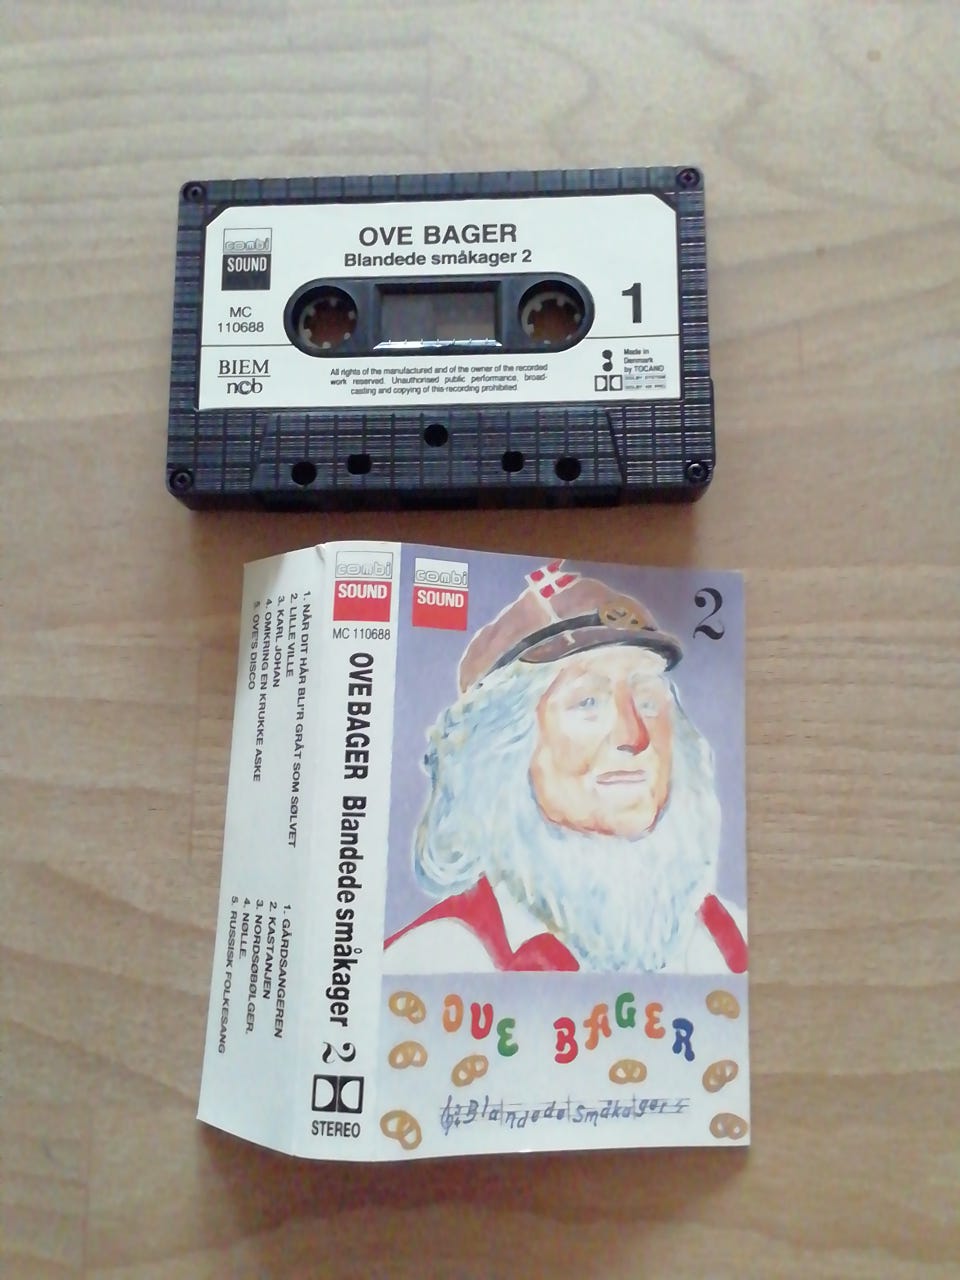 combi
SOUND
OVE BAGER
Blandede småkager 2
MC
110688
1
BIEM
ncb
All rights of the manufactured and of the owner of the recorded
work reserved. Unauthorised public performance, broad-
casting and copying of this recording prohibited.
Made in
Denmark
by TOCANO
DOLBY SYSTEM
1. NÅR DIT HÅR BLI'R GRÅT SOM SØLVET
2. LILLE VILLE
3. KARL JOHAN
4. OMKRING EN KRUKKE ASKE
5. OVE'S DISCO
1. GÅRDSANGEREN
2. KASTANJEN
3. NORDSØBØLGER.
4. NØLLE.
5. RUSSISK FOLKESANG
combi
SOUND
MC 110688
OVE BAGER Blandede småkager 2
STEREO
combi
SOUND
2
OVE BAGER
Blandede småkager